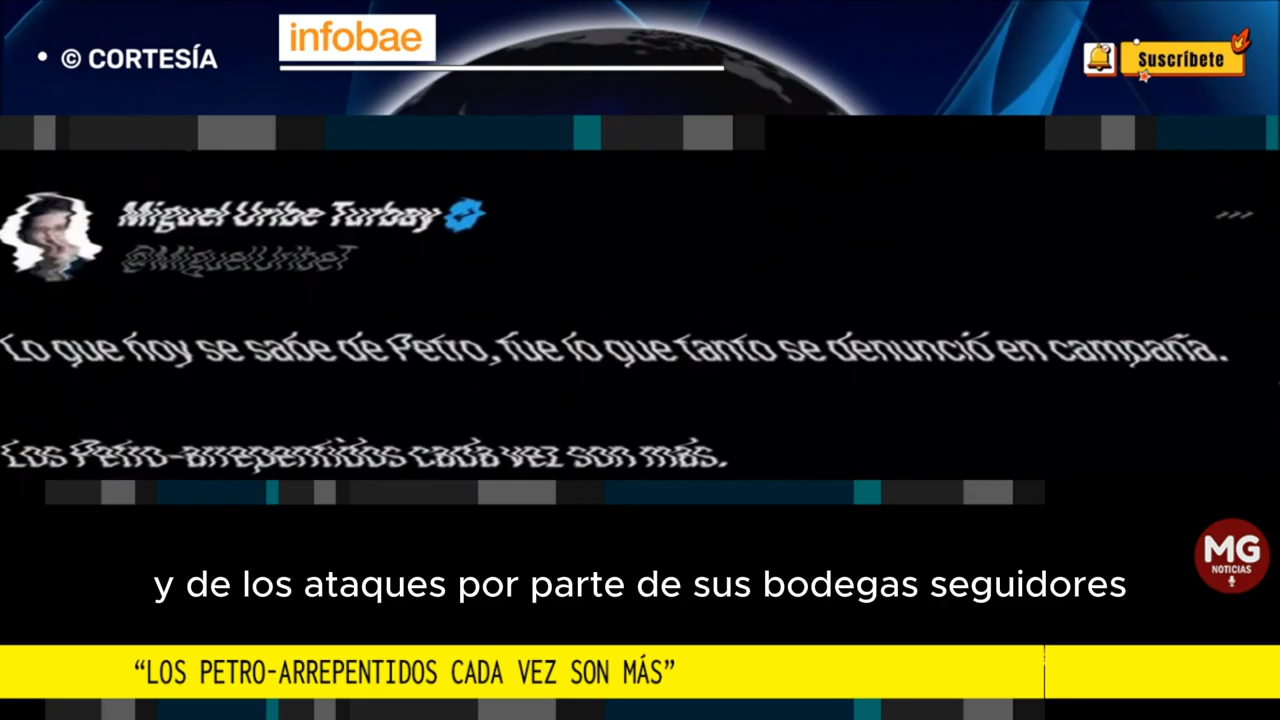 • © CORTESÍA
infobae
Suscríbete
Miguel Uribe Turbay
@MiguelUribeT
Lo que hoy se sabe de Petro, fue lo que tanto se denunció en campaña.
Los Petro-arrepentidos cada vez son más.
MG
NOTICIAS
y de los ataques por parte de sus bodegas seguidores
“LOS PETRO-ARREPENTIDOS CADA VEZ SON MÁS”